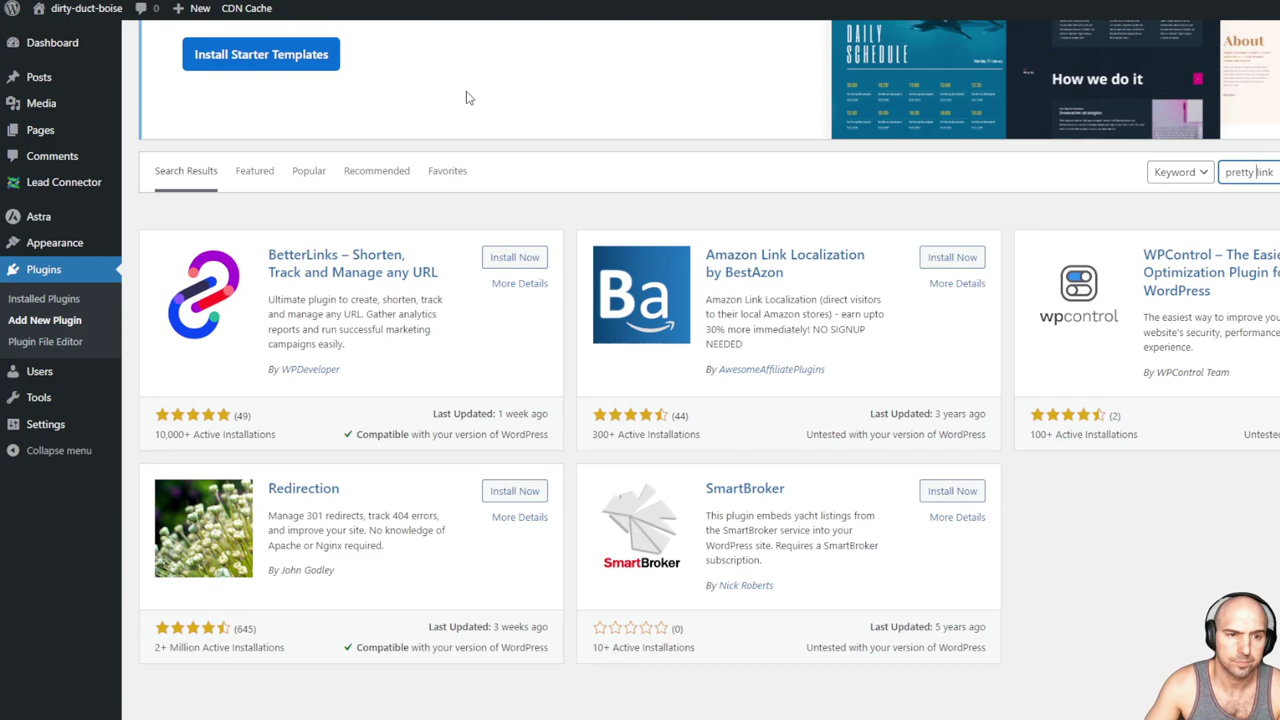 dirty-duct-boise
0
New
CDN Cache
Dashboard
Posts
Media
Pages
Comments
Lead Connector
Astra
Appearance
Plugins
Installed Plugins
Add New Plugin
Plugin File Editor
Users
Tools
Settings
Collapse menu
Install Starter Templates
DAILY
SCHEDULE
How we do it
About
Search Results
Featured
Popular
Recommended
Favorites
Keyword
pretty link
BetterLinks – Shorten,
Track and Manage any URL
Install Now
More Details
Ultimate plugin to create, shorten, track
and manage any URL. Gather analytics
reports and run successful marketing
campaigns easily.
By WPDeveloper
(49)
Last Updated: 1 week ago
10,000+ Active Installations
Compatible with your version of WordPress
Ba
Amazon Link Localization
by BestAzon
Install Now
More Details
Amazon Link Localization (direct visitors
to their local Amazon stores) - earn upto
30% more immediately! NO SIGNUP
NEEDED
By AwesomeAffiliatePlugins
(44)
Last Updated: 3 years ago
300+ Active Installations
Untested with your version of WordPress
wpcontrol
WPControl – The Easie
Optimization Plugin fo
WordPress
The easiest way to improve you
website's security, performance
experience.
By WPControl Team
(2)
100+ Active Installations
Unteste
Redirection
Install Now
More Details
Manage 301 redirects, track 404 errors,
and improve your site. No knowledge of
Apache or Nginx required.
By John Godley
(645)
Last Updated: 3 weeks ago
2+ Million Active Installations
Compatible with your version of WordPress
SmartBroker
SmartBroker
Install Now
More Details
This plugin embeds yacht listings from
the SmartBroker service into your
WordPress site. Requires a SmartBroker
subscription.
By Nick Roberts
(0)
Last Updated: 5 years ago
10+ Active Installations
Untested with your version of WordPress